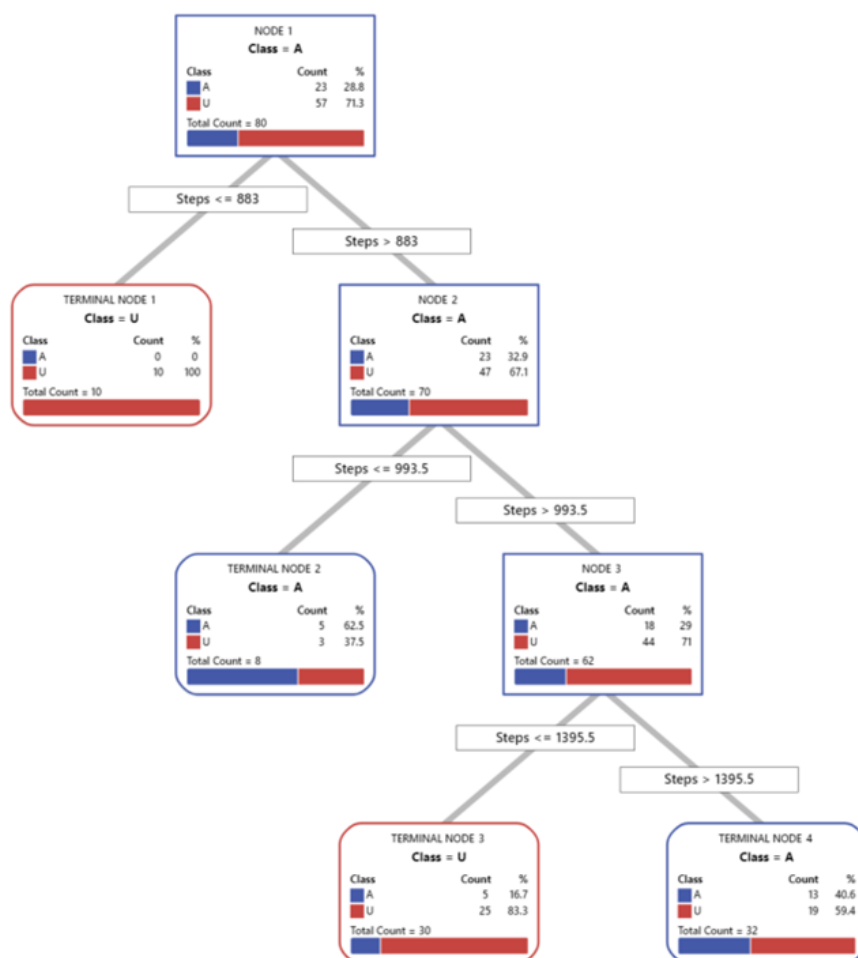 NODE 1
Class = A
Class Count %
A 23 28.8
U 57 71.3
Total Count = 80
Steps <= 883
Steps > 883
TERMINAL NODE 1
Class = U
Class Count %
A 0 0
U 10 100
Total Count = 10
NODE 2
Class = A
Class Count %
A 23 32.9
U 47 67.1
Total Count = 70
Steps <= 993.5
Steps > 993.5
TERMINAL NODE 2
Class = A
Class Count %
A 5 62.5
U 3 37.5
Total Count = 8
NODE 3
Class = A
Class Count %
A 18 29
U 44 71
Total Count = 62
Steps <= 1395.5
Steps > 1395.5
TERMINAL NODE 3
Class = U
Class Count %
A 5 16.7
U 25 83.3
Total Count = 30
TERMINAL NODE 4
Class = A
Class Count %
A 13 40.6
U 19 59.4
Total Count = 32